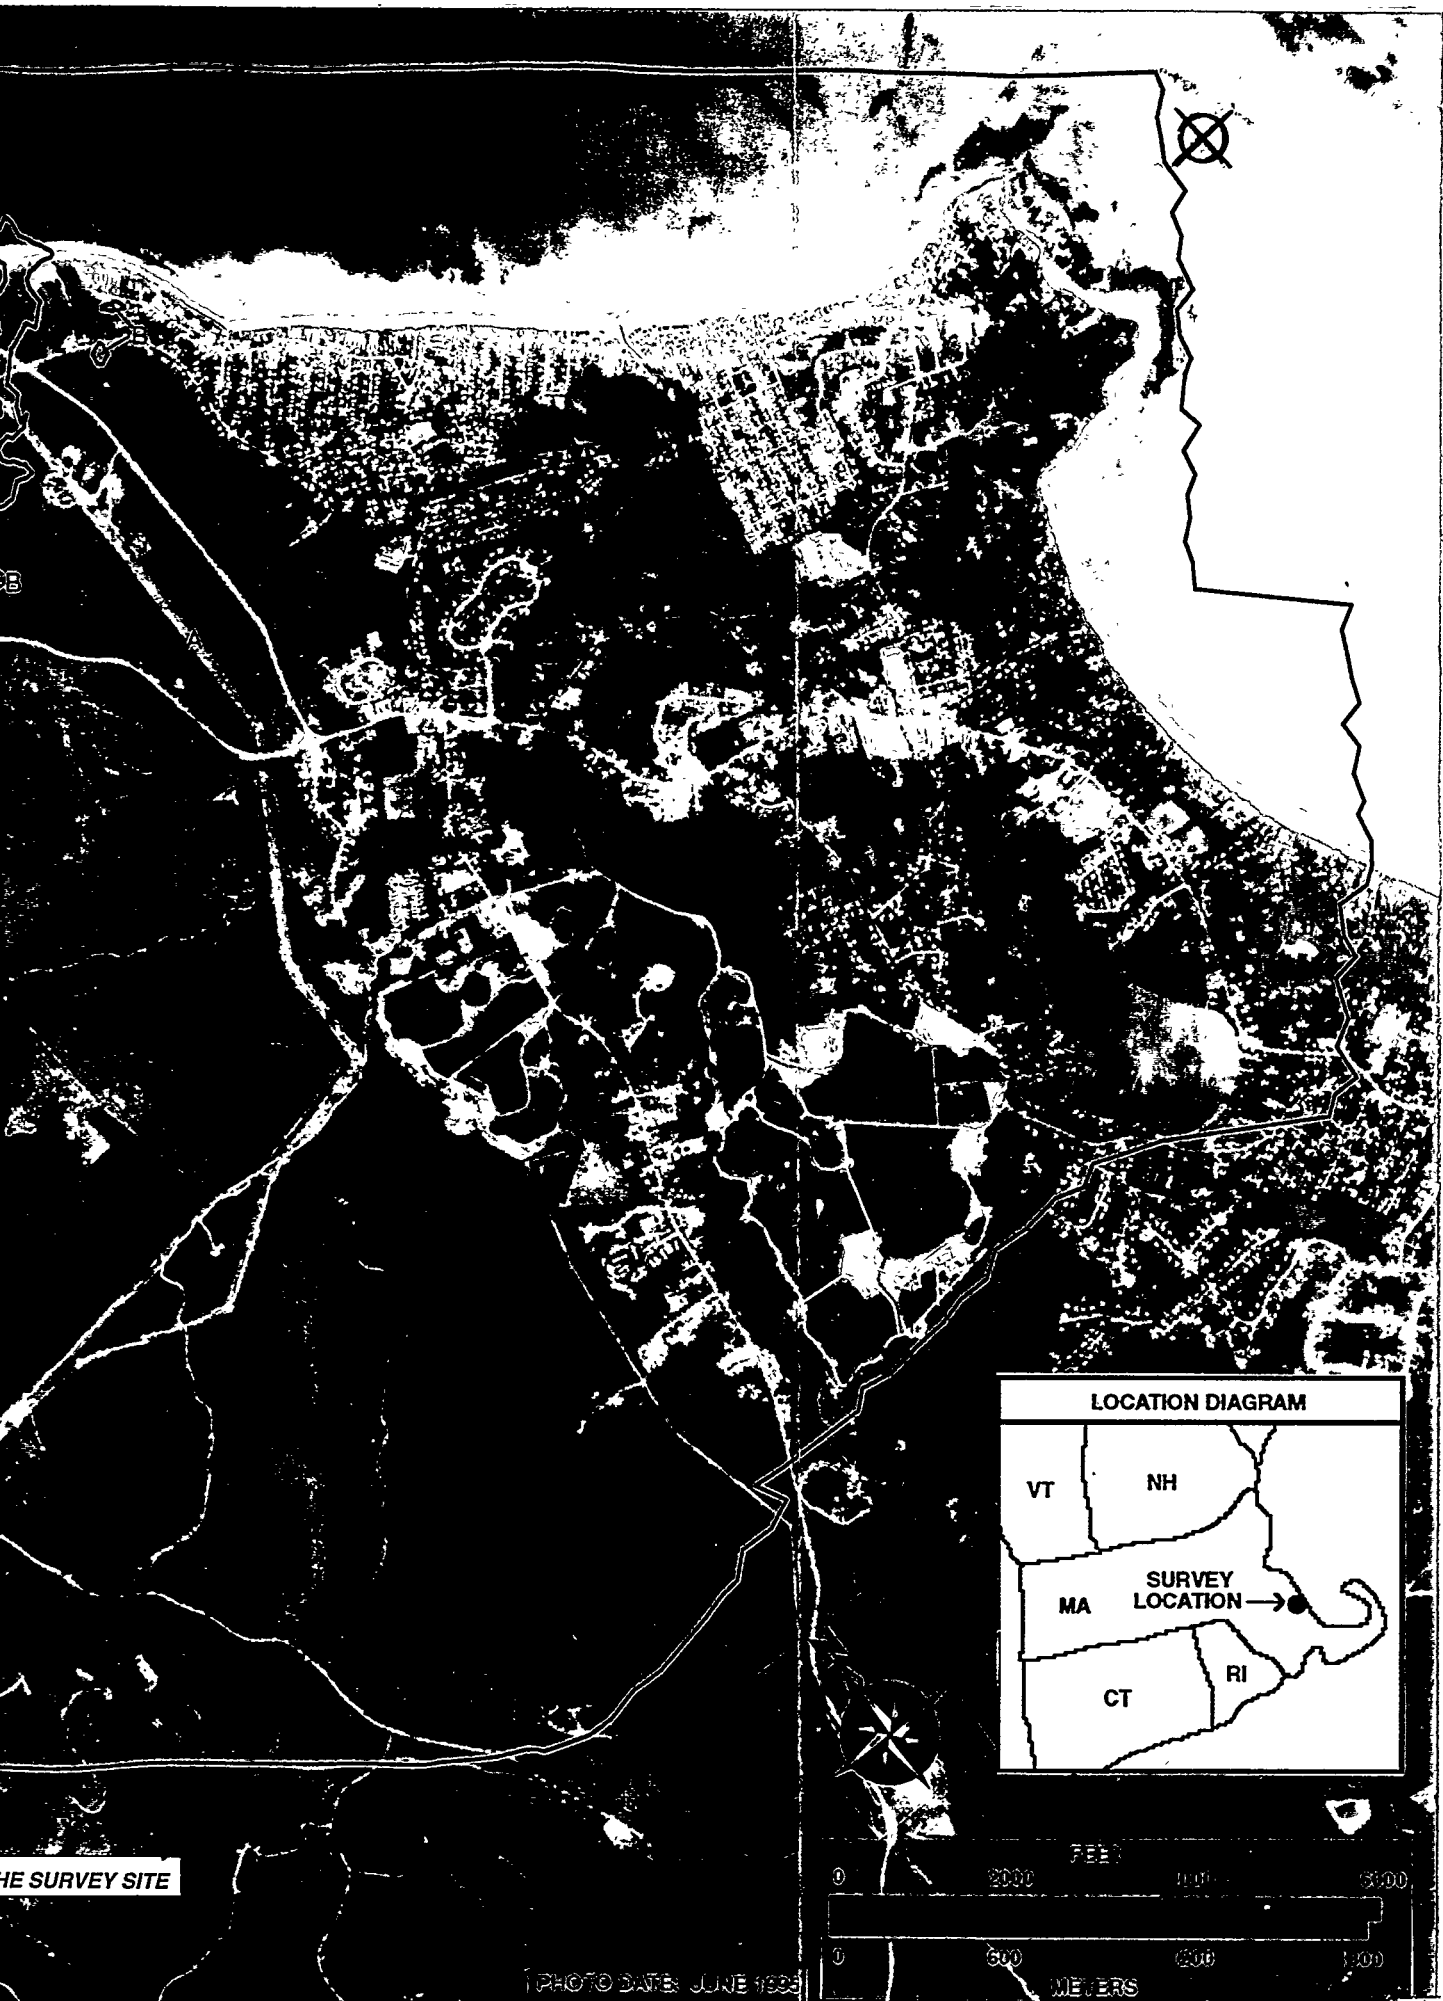 B
LOCATION DIAGRAM
VT
NH
SURVEY
LOCATION
MA
RI
CT
HE SURVEY SITE
FEET
0 2000 6000
0 600
METERS
PHOTO DATE: JUNE